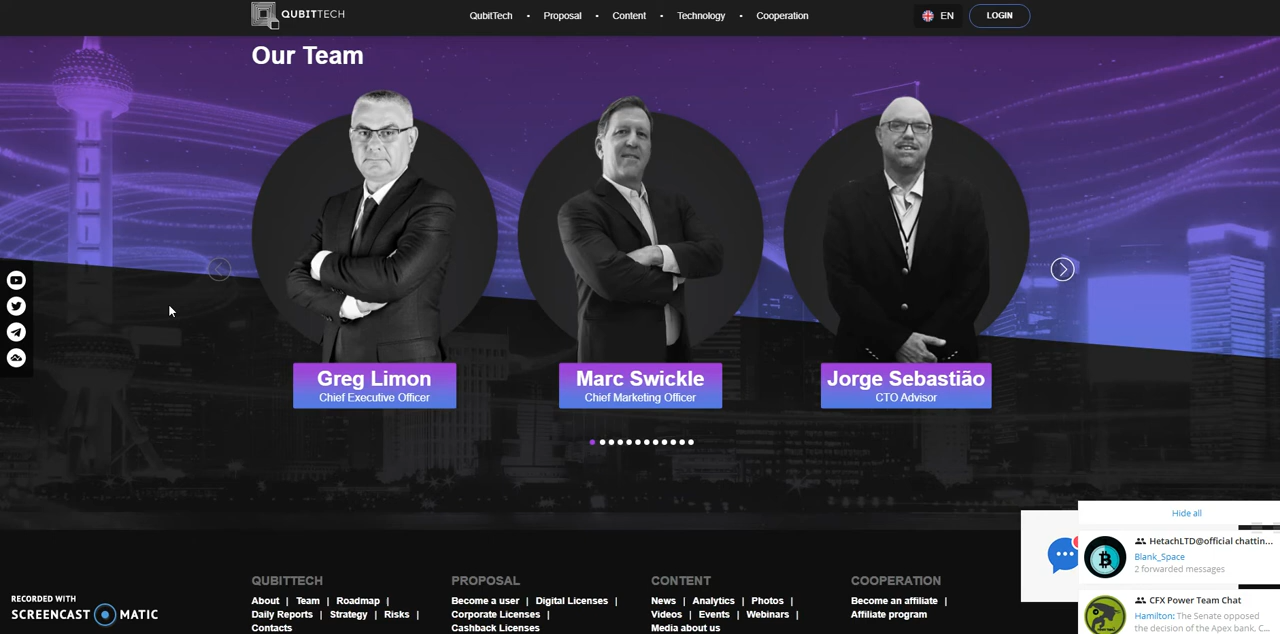 QUBITTECH
QubitTech • Proposal • Content • Technology • Cooperation
EN
LOGIN
Our Team
Greg Limon
Chief Executive Officer
Marc Swickle
Chief Marketing Officer
Jorge Sebastião
CTO Advisor
Hide all
HetachLTD@official chattin...
Blank_Space
2 forwarded messages
CFX Power Team Chat
Hamilton: The Senate opposed
the decision of the Apex bank, C...
QUBITTECH
About | Team | Roadmap |
Daily Reports | Strategy | Risks |
Contacts
PROPOSAL
Become a user | Digital Licenses |
Corporate Licenses |
Cashback Licenses
CONTENT
News | Analytics | Photos |
Videos | Events | Webinars |
Media about us
COOPERATION
Become an affiliate |
Affiliate program
RECORDED WITH
SCREENCAST MATIC